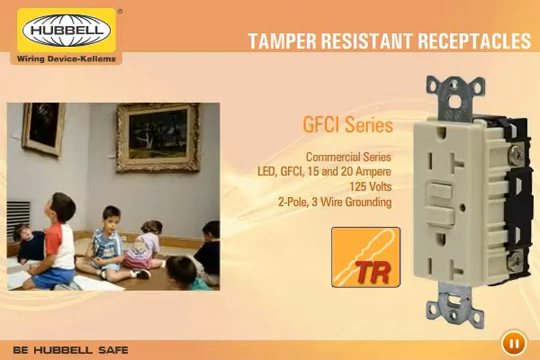 HUBBELL
®
Wiring Device-Kellems
TAMPER RESISTANT RECEPTACLES
GFCI Series
Commercial Series
LED, GFCI, 15 and 20 Ampere
125 Volts
2-Pole, 3 Wire Grounding
TR
BE HUBBELL SAFE